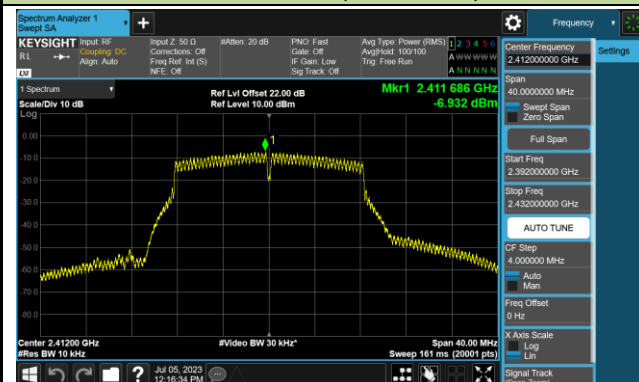 Spectrum Analyzer 1
Swept SA
Frequency
KEYSIGHT
Input: RF
Coupling: DC
Align: Auto
Input Z: 50 Ω
Corrections: Off
Freq Ref: Int (S)
NFE: Off
#Atten: 20 dB
PNO: Fast
Gate: Off
IF Gain: Low
Sig Track: Off
Avg Type: Power (RMS)
Avg|Hold: 100/100
Trig: Free Run
1 2 3 4 5 6
A W W W W W
A N N N N N
RL
LXI
1 Spectrum
Scale/Div 10 dB
Log
Ref Lvl Offset 22.00 dB
Ref Level 10.00 dBm
Mkr1 2.411 686 GHz
-6.932 dBm
1
0.00
-10.0
-20.0
-30.0
-40.0
-50.0
-60.0
-70.0
-80.0
Center 2.41200 GHz
#Res BW 10 kHz
#Video BW 30 kHz*
Span 40.00 MHz
Sweep 161 ms (20001 pts)
Jul 05, 2023
12:16:34 PM
Center Frequency
2.412000000 GHz
Settings
Span
40.0000000 MHz
Swept Span
Zero Span
Full Span
Start Freq
2.392000000 GHz
Stop Freq
2.432000000 GHz
AUTO TUNE
CF Step
4.000000 MHz
Auto
Man
Freq Offset
0 Hz
X Axis Scale
Log
Lin
Signal Track